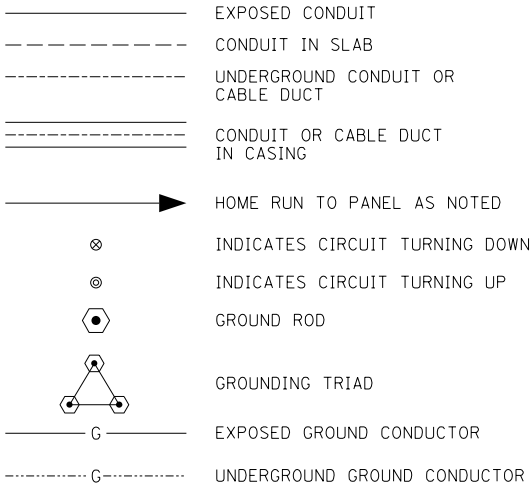 EXPOSED CONDUIT
CONDUIT IN SLAB
UNDERGROUND CONDUIT OR
CABLE DUCT
CONDUIT OR CABLE DUCT
IN CASING
HOME RUN TO PANEL AS NOTED
INDICATES CIRCUIT TURNING DOWN
INDICATES CIRCUIT TURNING UP
GROUND ROD
GROUNDING TRIAD
G EXPOSED GROUND CONDUCTOR
G UNDERGROUND GROUND CONDUCTOR